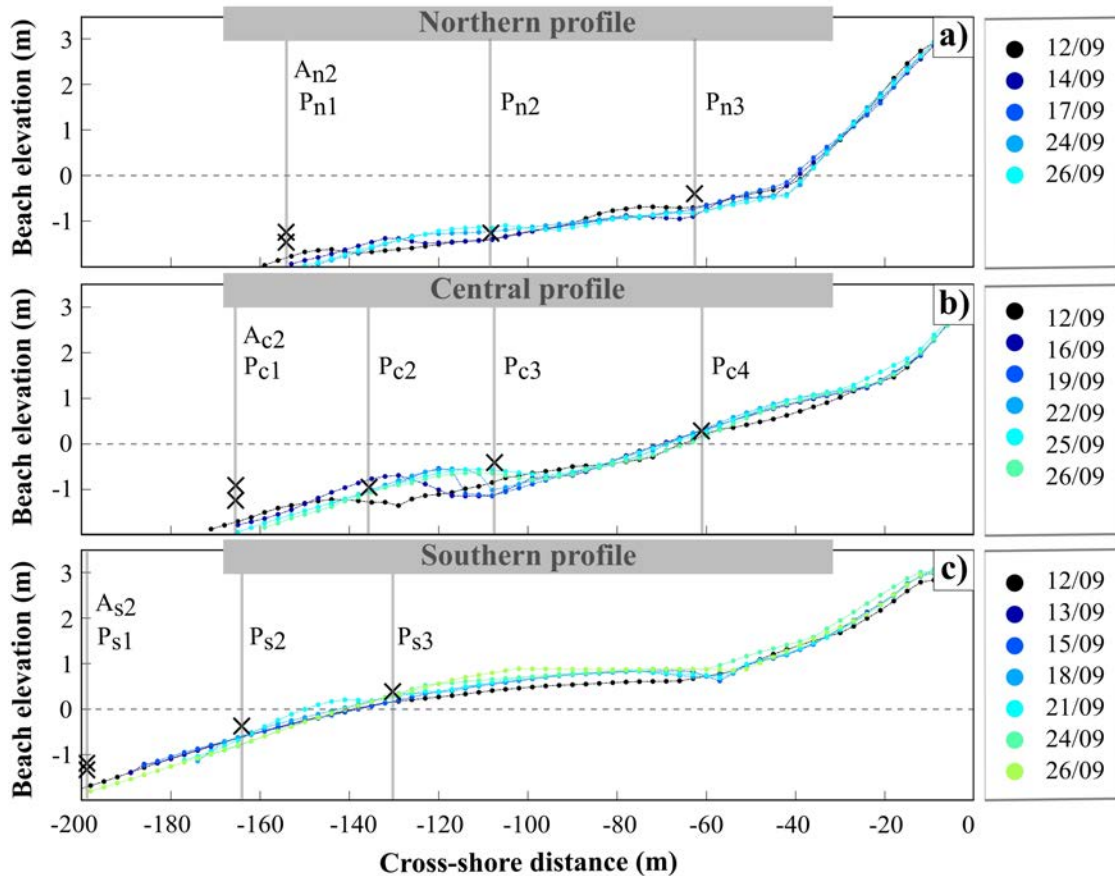 Northern profile
a)
Beach elevation (m)
3
2
1
0
-1
An2
Pn1
Pn2
Pn3
12/09
14/09
17/09
24/09
26/09
Central profile
b)
Beach elevation (m)
3
2
1
0
-1
Ac2
Pc1
Pc2
Pc3
Pc4
12/09
16/09
19/09
22/09
25/09
26/09
Southern profile
c)
Beach elevation (m)
3
2
1
0
-1
As2
Ps1
Ps2
Ps3
12/09
13/09
15/09
18/09
21/09
24/09
26/09
-200 -180 -160 -140 -120 -100 -80 -60 -40 -20 0
Cross-shore distance (m)